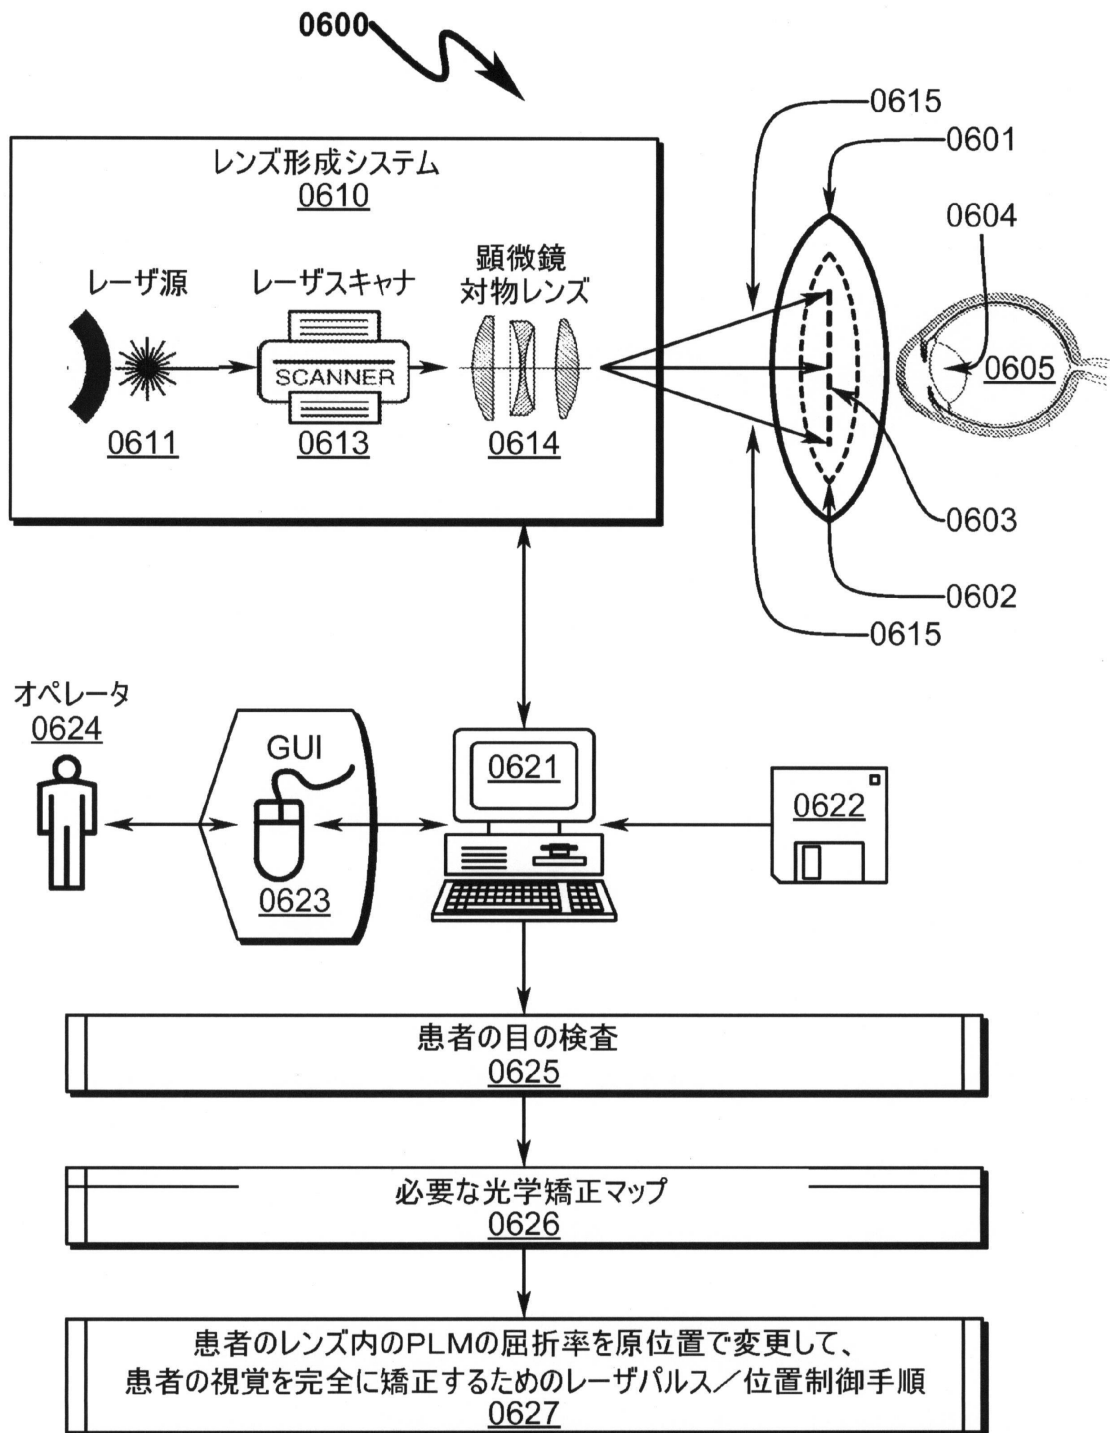 0600
レンズ形成システム
0610
レーザ源
レーザスキャナ
顕微鏡
対物レンズ
SCANNER
0611
0613
0614
0615
0601
0604
0605
0603
0602
0615
オペレータ
0624
GUI
0623
0621
0622
患者の目の検査
0625
必要な光学矯正マップ
0626
患者のレンズ内のPLMの屈折率を原位置で変更して、
患者の視覚を完全に矯正するためのレーザパルス／位置制御手順
0627